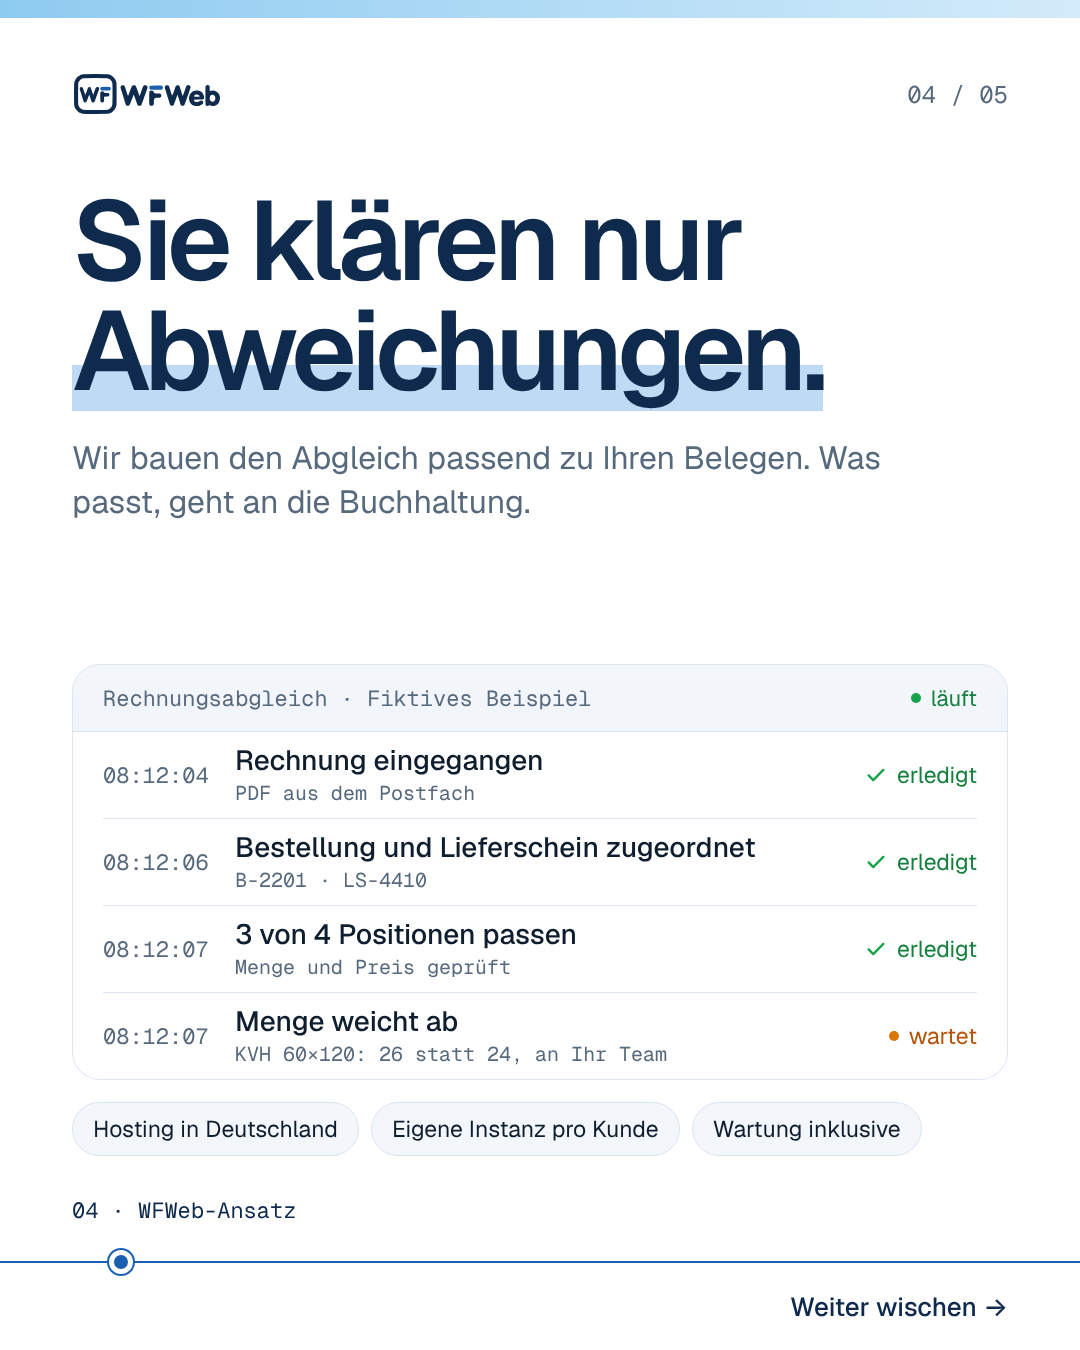 WF WFWeb
04 / 05
Sie klären nur
Abweichungen.
Wir bauen den Abgleich passend zu Ihren Belegen. Was
passt, geht an die Buchhaltung.
Rechnungsabgleich · Fiktives Beispiel
läuft
08:12:04
Rechnung eingegangen
PDF aus dem Postfach
✓ erledigt
08:12:06
Bestellung und Lieferschein zugeordnet
B-2201 · LS-4410
✓ erledigt
08:12:07
3 von 4 Positionen passen
Menge und Preis geprüft
✓ erledigt
08:12:07
Menge weicht ab
KVH 60×120: 26 statt 24, an Ihr Team
wartet
Hosting in Deutschland
Eigene Instanz pro Kunde
Wartung inklusive
04 · WFWeb-Ansatz
Weiter wischen →